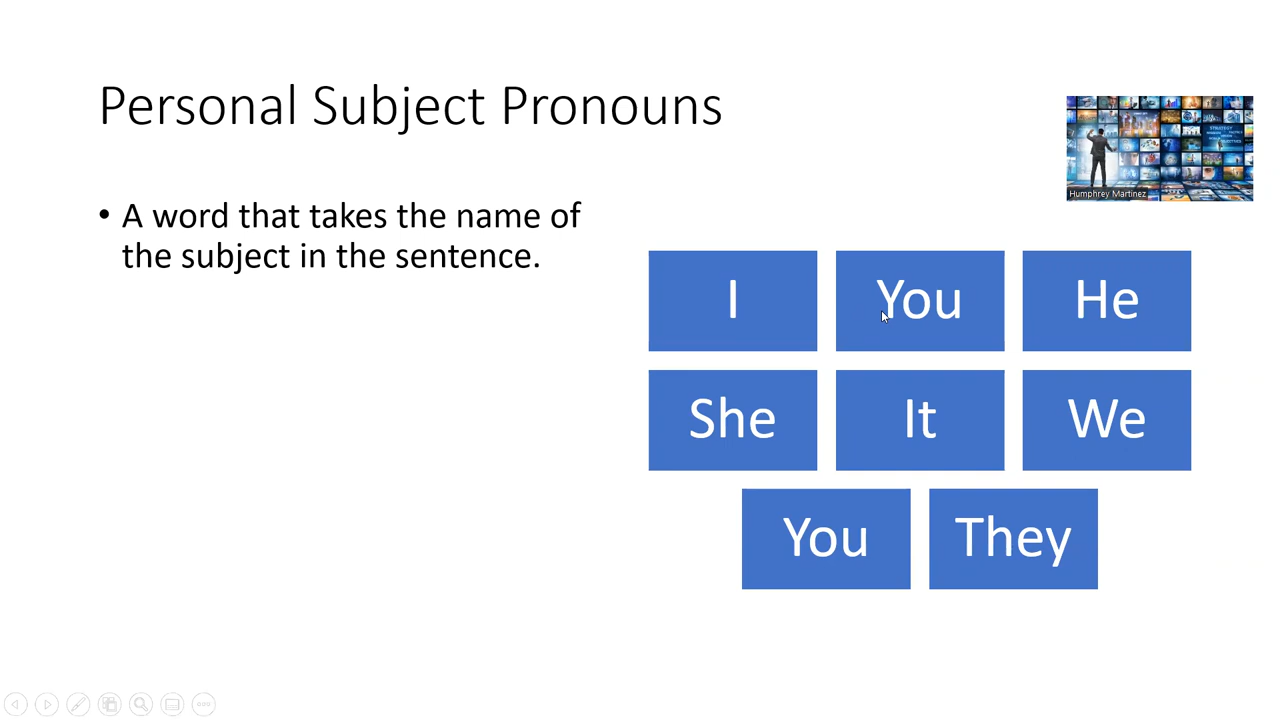 Personal Subject Pronouns
STRATEGY
Humphrey Martinez
• A word that takes the name of
the subject in the sentence.
I
You
He
She
It
We
You
They